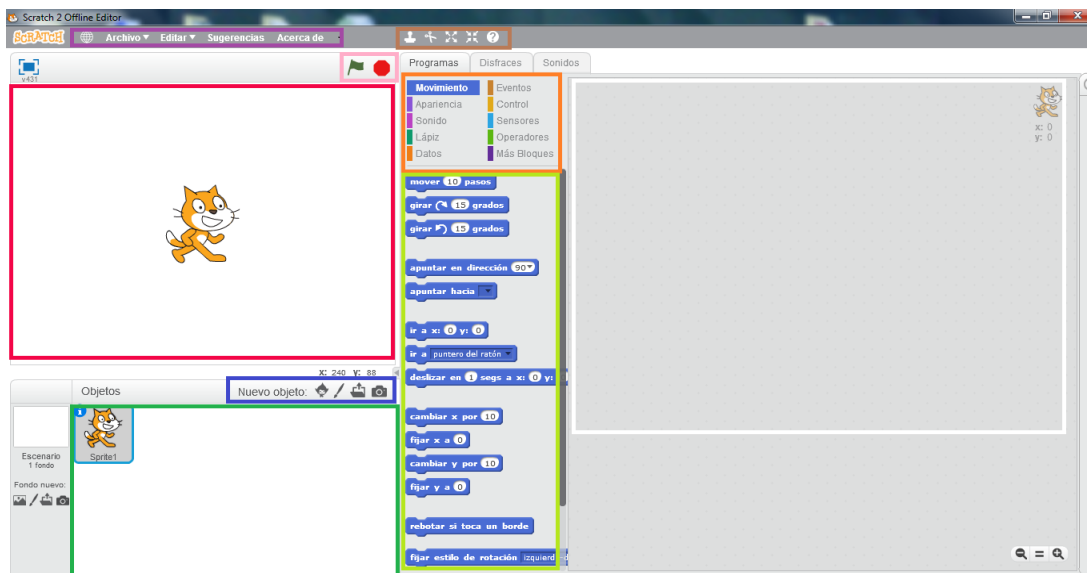 Scratch 2 Offline Editor
SCRATCH Archivo Editar Sugerencias Acerca de
v431
Programas Disfraces Sonidos
Movimiento Eventos
Apariencia Control
Sonido Sensores
Lápiz Operadores
Datos Más Bloques
x: 0
y: 0
mover 10 pasos
girar 15 grados
girar 15 grados
apuntar en dirección 90
apuntar hacia
ir a x: 0 y: 0
ir a puntero del ratón
deslizar en 1 segs a x: 0 y:
cambiar x por 10
fijar x a 0
cambiar y por 10
fijar y a 0
rebotar si toca un borde
fijar estilo de rotación izquierd
X: 240 Y: 88
Objetos Nuevo objeto:
Sprite1
Escenario
1 fondo
Fondo nuevo: